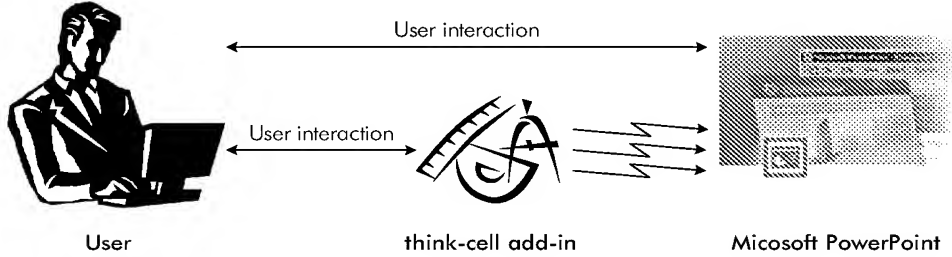 User interaction
User interaction
User
think-cell add-in
Micosoft PowerPoint